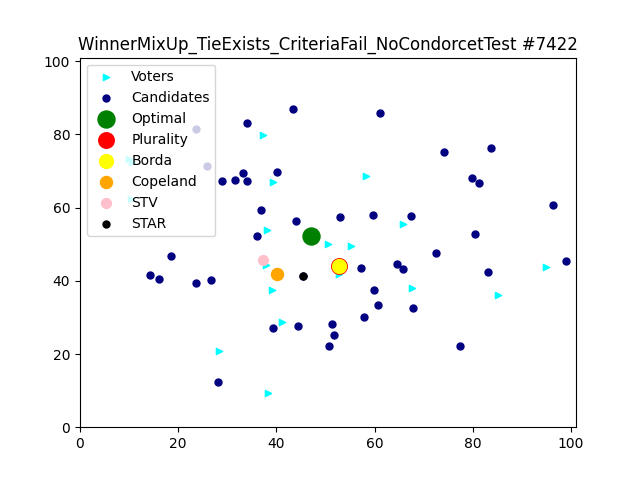 WinnerMixUp_TieExists_CriteriaFail_NoCondorcetTest #7422
100
80
60
40
20
0
Voters
Candidates
Optimal
Plurality
Borda
Copeland
STV
STAR
0 20 40 60 80 100